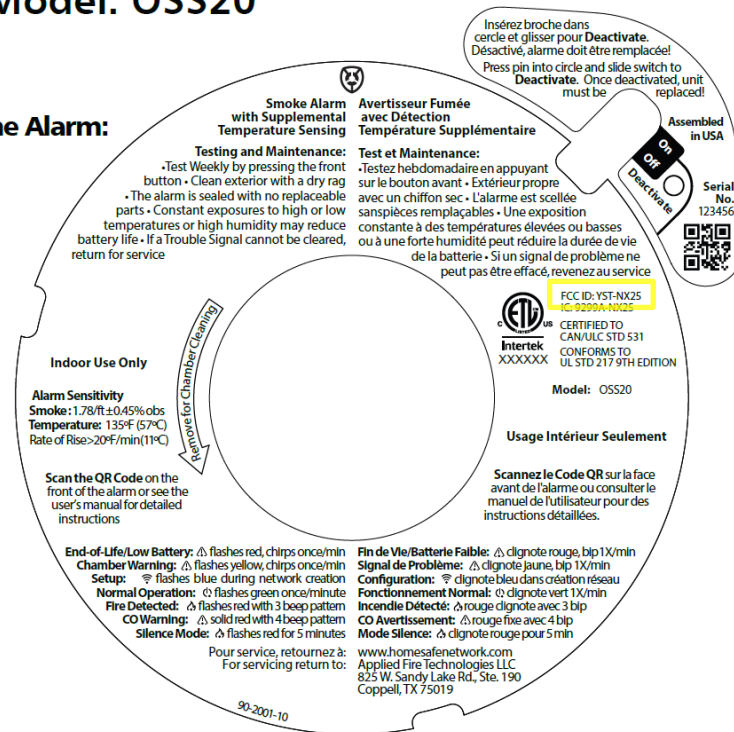 Model: OSS20
Insérez broche dans
cercle et glisser pour Deactivate.
Désactivé, alarme doit être remplacée!
Press pin into circle and slide switch to
Deactivate. Once deactivated, unit
must be replaced!
ne Alarm:
Assembled
in USA
On
Off
Deactivate
Serial
No.
123456
Smoke Alarm
with Supplemental
Temperature Sensing
Testing and Maintenance:
•Test Weekly by pressing the front
button • Clean exterior with a dry rag
• The alarm is sealed with no replaceable
parts • Constant exposures to high or low
temperatures or high humidity may reduce
battery life • If a Trouble Signal cannot be cleared,
return for service
Avertisseur Fumée
avec Détection
Température Supplémentaire
Test et Maintenance:
•Testez hebdomadaire en appuyant
sur le bouton avant • Extérieur propre
avec un chiffon sec • L'alarme est scellée
sanspièces remplaçables • Une exposition
constante à des températures élevées ou basses
ou à une forte humidité peut réduire la durée de vie
de la batterie • Si un signal de problème ne
peut pas être effacé, revenez au service
FCC ID: YST-NX25
IC: 9299A-NX25
C ETL US
Intertek
XXXXXX
CERTIFIED TO
CAN/ULC STD 531
CONFORMS TO
UL STD 217 9TH EDITION
Model: OSS20
Remove for Chamber Cleaning
Indoor Use Only
Alarm Sensitivity
Smoke: 1.78/ft±0.45% obs
Temperature: 135ºF (57ºC)
Rate of Rise>20ºF/min(11ºC)
Usage Intérieur Seulement
Scan the QR Code on the
front of the alarm or see the
user's manual for detailed
instructions
Scannez le Code QR sur la face
avant de l'alarme ou consulter le
manuel de l'utilisateur pour des
instructions détaillées.
End-of-Life/Low Battery: flashes red, chirps once/min
Chamber Warning: flashes yellow, chirps once/min
Setup: flashes blue during network creation
Normal Operation: flashes green once/minute
Fire Detected: flashes red with 3 beep pattern
CO Warning: solid red with 4 beep pattern
Silence Mode: flashes red for 5 minutes
Fin de Vie/Batterie Faible: clignote rouge, bip 1X/min
Signal de Problème: clignote jaune, bip 1X/min
Configuration: clignote bleu dans création réseau
Fonctionnement Normal: clignote vert 1X/min
Incendie Détecté: rouge clignote avec 3 bip
CO Avertissement: rouge fixe avec 4 bip
Mode Silence: clignote rouge pour 5 min
Pour service, retournez à:
For servicing return to:
www.homesafenetwork.com
Applied Fire Technologies LLC
825 W. Sandy Lake Rd., Ste. 190
Coppell, TX 75019
90-2001-10